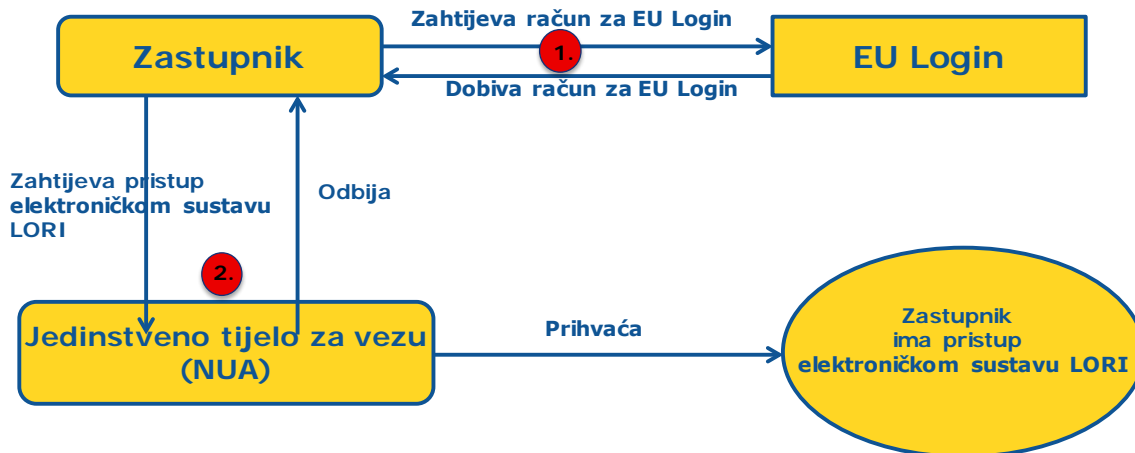 Zahtijeva račun za EU Login
Zastupnik
1.
EU Login
Dobiva račun za EU Login
Zahtijeva pristup
elektroničkom sustavu
LORI
Odbija
2.
Jedinstveno tijelo za vezu
(NUA)
Prihvaća
Zastupnik
ima pristup
elektroničkom sustavu LORI